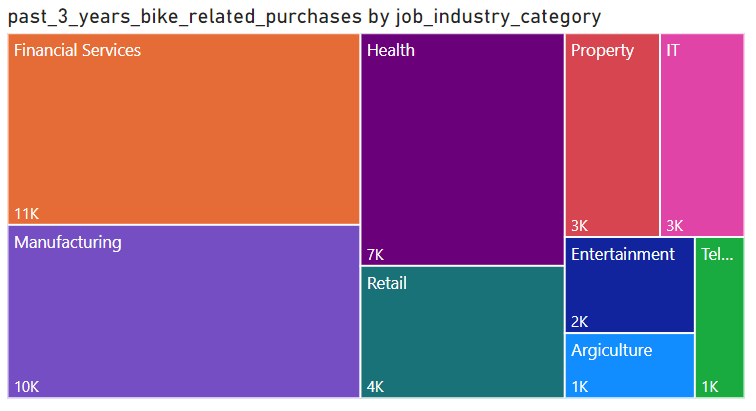 past_3_years_bike_related_purchases by job_industry_category
Financial Services
11K
Manufacturing
10K
Health
7K
Retail
4K
Property
3K
IT
3K
Entertainment
2K
Argiculture
1K
Tel...
1K